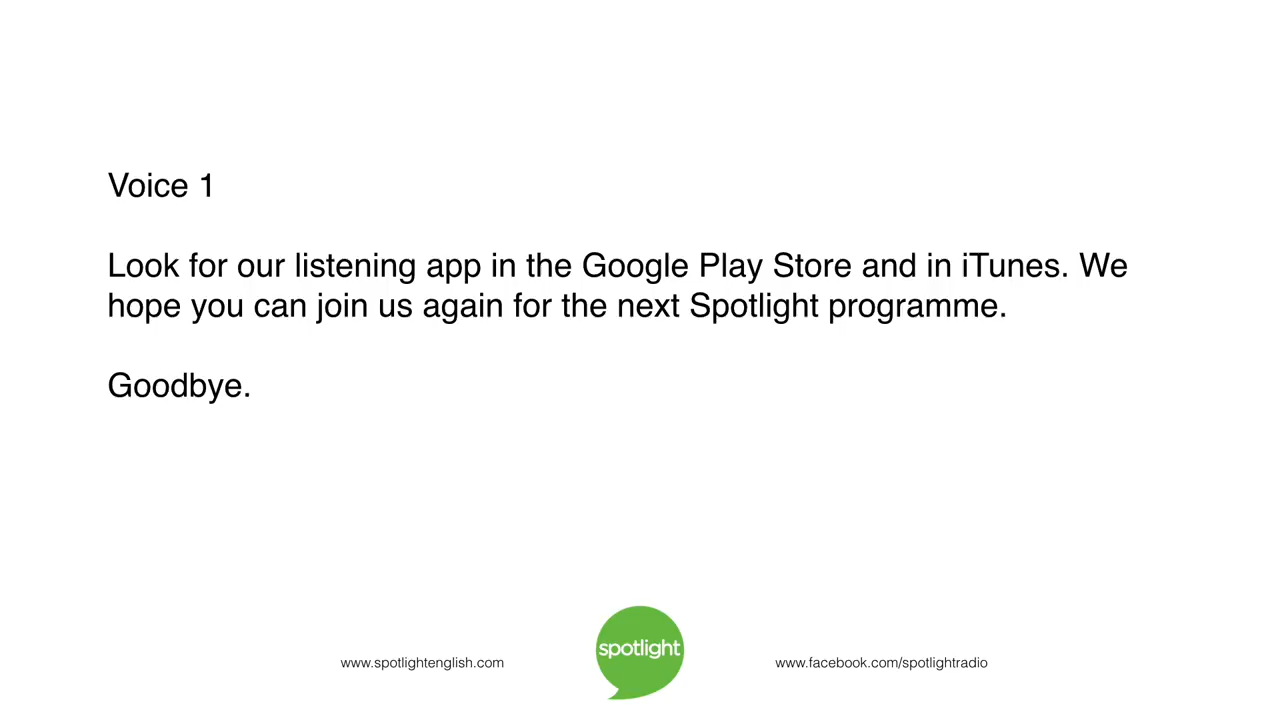 Voice 1
Look for our listening app in the Google Play Store and in iTunes. We
hope you can join us again for the next Spotlight programme.
Goodbye.
www.spotlightenglish.com
spotlight
www.facebook.com/spotlightradio